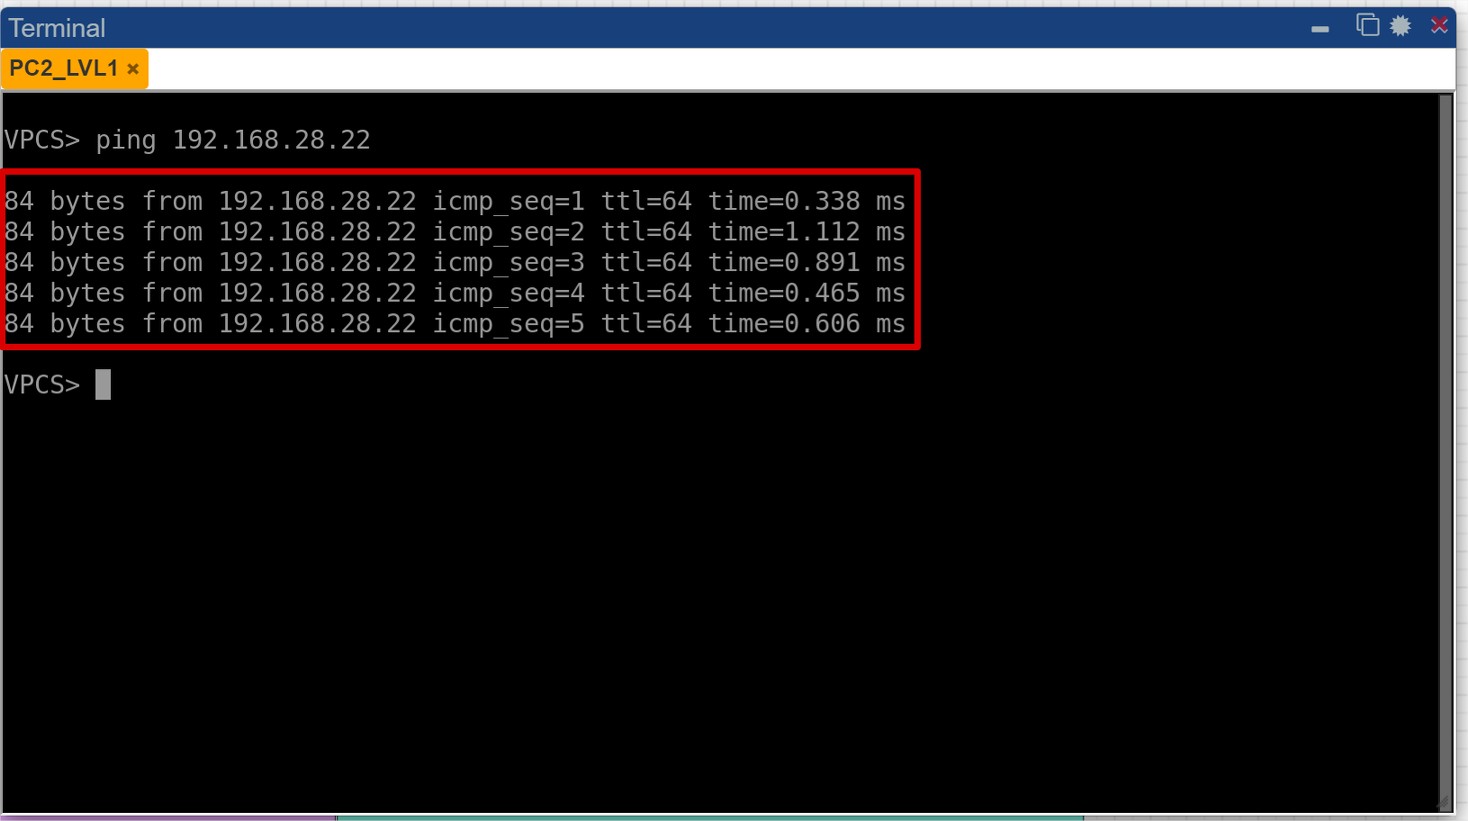 Terminal
PC2_LVL1 ×
VPCS> ping 192.168.28.22
84 bytes from 192.168.28.22 icmp_seq=1 ttl=64 time=0.338 ms
84 bytes from 192.168.28.22 icmp_seq=2 ttl=64 time=1.112 ms
84 bytes from 192.168.28.22 icmp_seq=3 ttl=64 time=0.891 ms
84 bytes from 192.168.28.22 icmp_seq=4 ttl=64 time=0.465 ms
84 bytes from 192.168.28.22 icmp_seq=5 ttl=64 time=0.606 ms
VPCS>